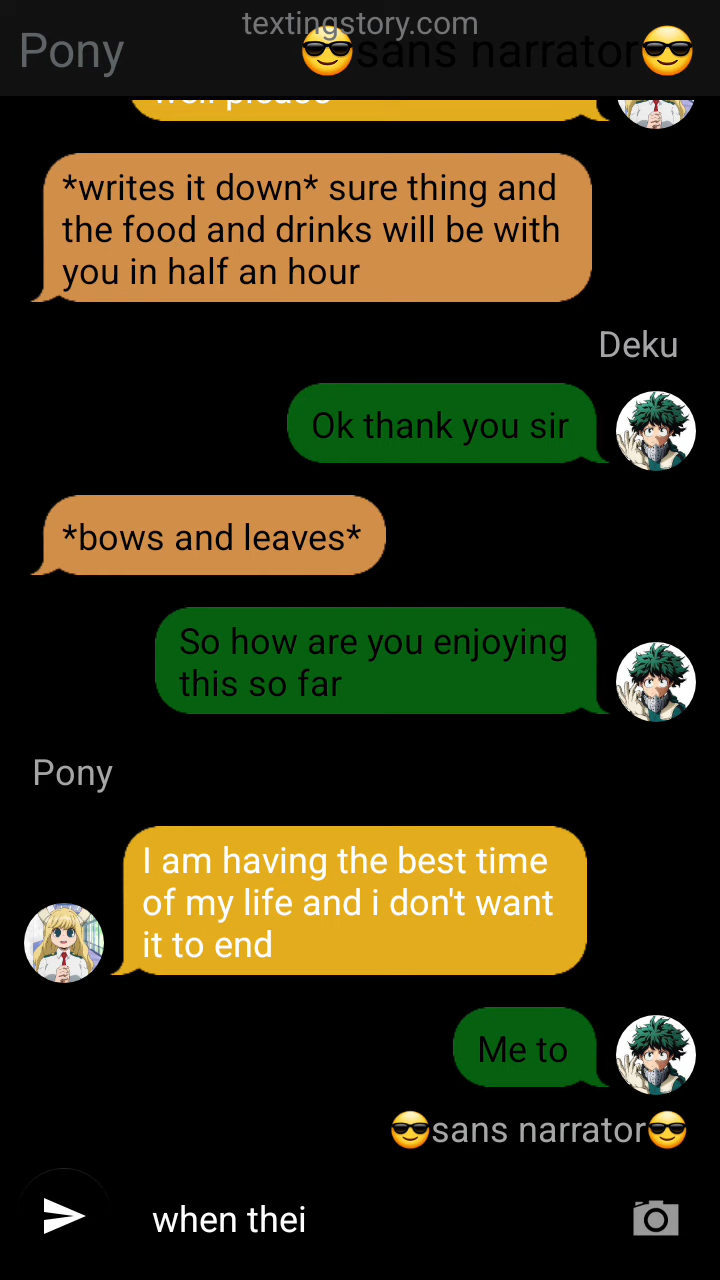 textingstory.com
Pony
😎sans narrator😎
well please
*writes it down* sure thing and
the food and drinks will be with
you in half an hour
Deku
Ok thank you sir
*bows and leaves*
So how are you enjoying
this so far
Pony
I am having the best time
of my life and i don't want
it to end
Me to
😎sans narrator😎
when thei